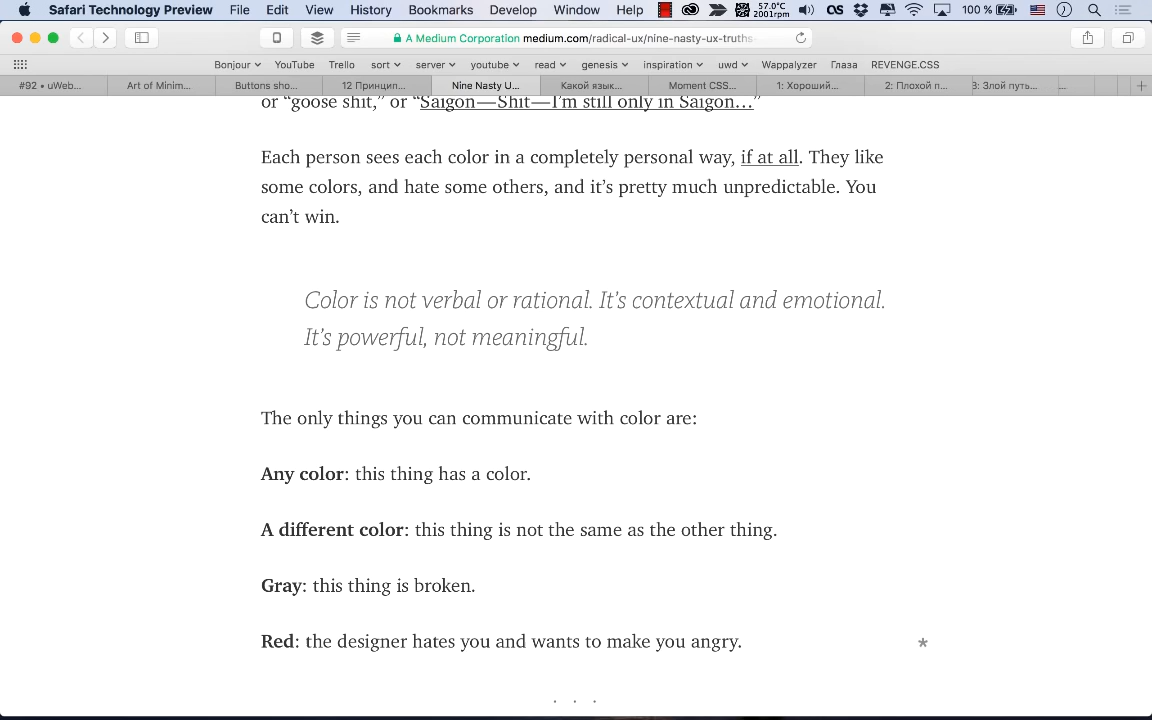 Safari Technology Preview File Edit View History Bookmarks Develop Window Help 57.0°C 2001rpm 100 %
A Medium Corporation medium.com/radical-ux/nine-nasty-ux-truths-
Bonjour YouTube Trello sort server youtube read genesis inspiration uwd Wappalyzer Глаза REVENGE.CSS
#92 • uWeb... Art of Minim... Buttons sho... 12 Принцип... Nine Nasty U... Какой язык... Moment CSS... 1: Хороший... 2: Плохой п... 3: Злой путь... ...
or “goose shit,” or “Saigon — Shit — I’m still only in Saigon…”
Each person sees each color in a completely personal way, if at all. They like
some colors, and hate some others, and it’s pretty much unpredictable. You
can’t win.
Color is not verbal or rational. It’s contextual and emotional.
It’s powerful, not meaningful.
The only things you can communicate with color are:
Any color: this thing has a color.
A different color: this thing is not the same as the other thing.
Gray: this thing is broken.
Red: the designer hates you and wants to make you angry. *
. . .